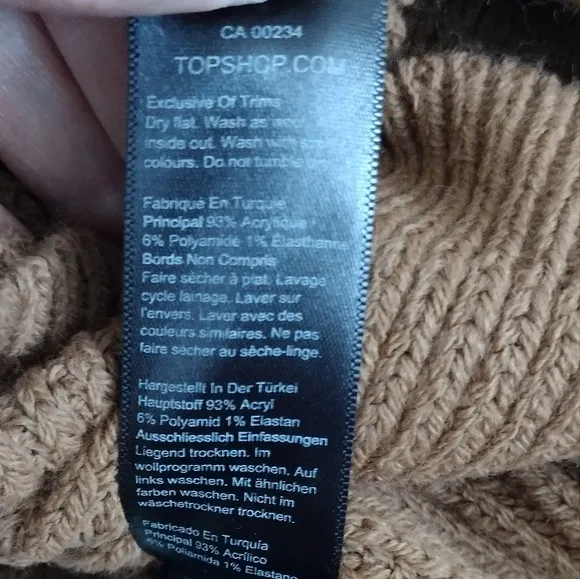 CA 00234
TOPSHOP.COM
Exclusive Of Trims
Dry flat. Wash as wool
inside out. Wash with
colours. Do not tumble
Fabriqué En Turquie
Principal 93% Acrylique
6% Polyamide 1% Elasthanne
Bords Non Compris
Faire sécher à plat. Lavage
cycle lainage. Laver sur
l'envers. Laver avec des
couleurs similaires. Ne pas
faire sécher au sèche-linge.
Hergestellt In Der Türkei
Hauptstoff 93% Acryl
6% Polyamid 1% Elastan
Ausschliesslich Einfassungen
Liegend trocknen. Im
wollprogramm waschen. Auf
links waschen. Mit ähnlichen
farben waschen. Nicht im
wäschetrockner trocknen.
Fabricado En Turquía
Principal 93% Acrílico
6% Poliamida 1% Elastano